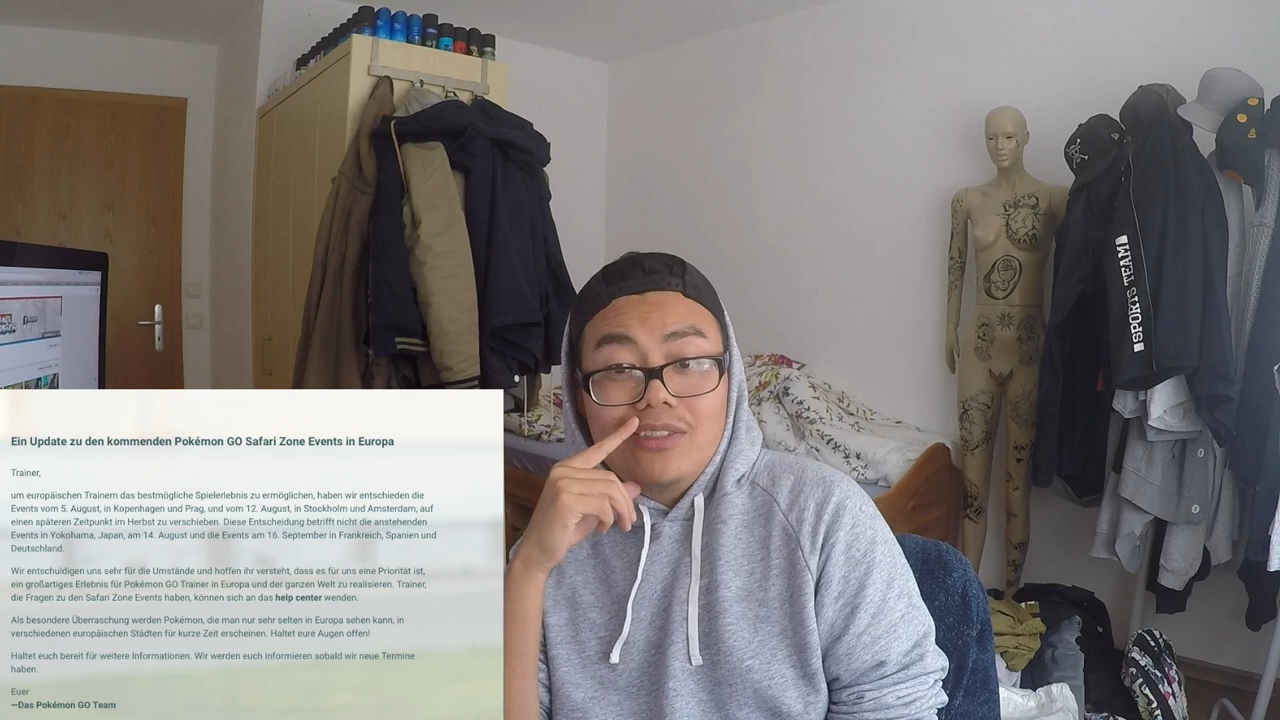 Ein Update zu den kommenden Pokémon GO Safari Zone Events in Europa
Trainer,
um europäischen Trainern das bestmögliche Spielerlebnis zu ermöglichen, haben wir entschieden die
Events vom 5. August, in Kopenhagen und Prag, und vom 12. August, in Stockholm und Amsterdam, auf
einen späteren Zeitpunkt im Herbst zu verschieben. Diese Entscheidung betrifft nicht die anstehenden
Events in Yokohama, Japan, am 14. August und die Events am 16. September in Frankreich, Spanien und
Deutschland.
Wir entschuldigen uns sehr für die Umstände und hoffen ihr versteht, dass es für uns eine Priorität ist,
ein großartiges Erlebnis für Pokémon GO Trainer in Europa und der ganzen Welt zu realisieren. Trainer,
die Fragen zu den Safari Zone Events haben, können sich an das help center wenden.
Als besondere Überraschung werden Pokémon, die man nur sehr selten in Europa sehen kann, in
verschiedenen europäischen Städten für kurze Zeit erscheinen. Haltet eure Augen offen!
Haltet euch bereit für weitere Informationen. Wir werden euch informieren sobald wir neue Termine
haben.
Euer
—Das Pokémon GO Team
SPORTS TEAM